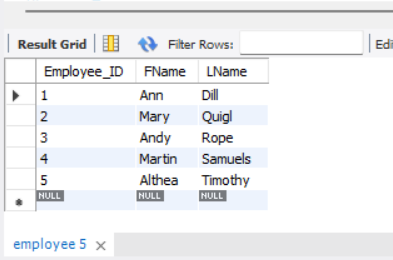 Result Grid Filter Rows: Edi
Employee_ID FName LName
1 Ann Dill
2 Mary Quigl
3 Andy Rope
4 Martin Samuels
5 Althea Timothy
NULL NULL NULL
employee 5